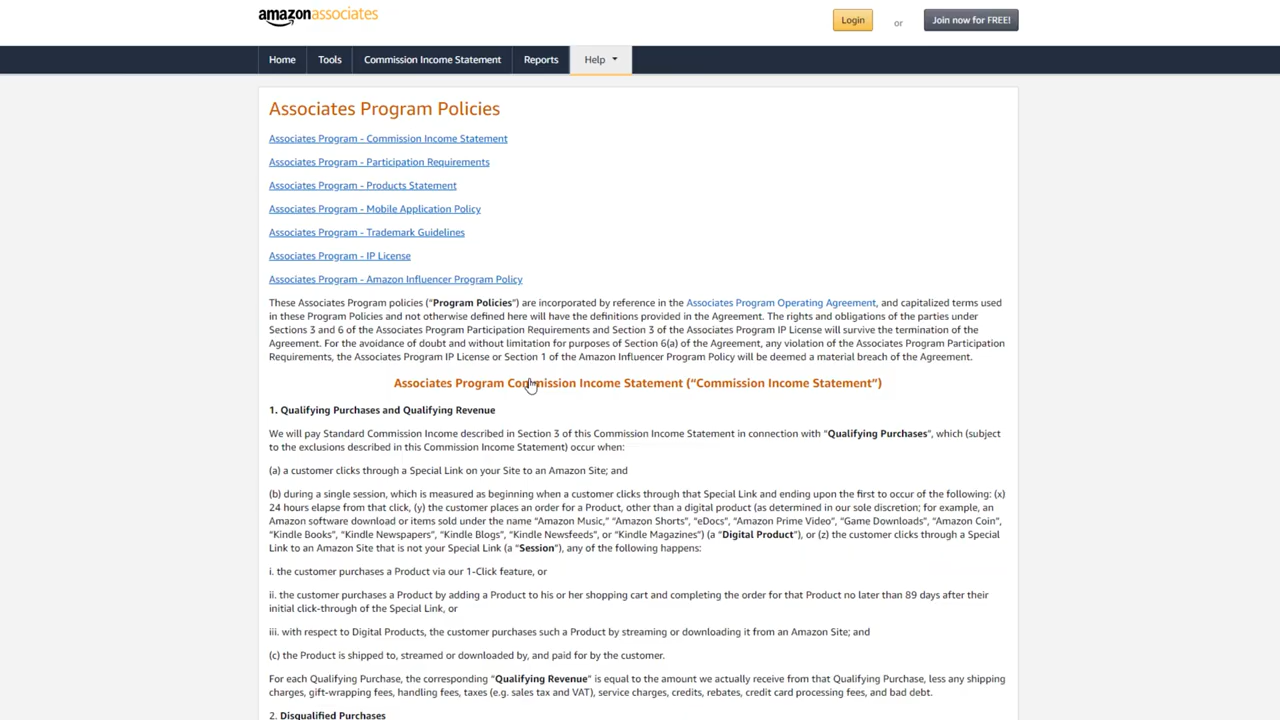 amazonassociates
Login or Join now for FREE!
Home Tools Commission Income Statement Reports Help
Associates Program Policies
Associates Program - Commission Income Statement
Associates Program - Participation Requirements
Associates Program - Products Statement
Associates Program - Mobile Application Policy
Associates Program - Trademark Guidelines
Associates Program - IP License
Associates Program - Amazon Influencer Program Policy
These Associates Program policies (“Program Policies”) are incorporated by reference in the Associates Program Operating Agreement, and capitalized terms used
in these Program Policies and not otherwise defined here will have the definitions provided in the Agreement. The rights and obligations of the parties under
Sections 3 and 6 of the Associates Program Participation Requirements and Section 3 of the Associates Program IP License will survive the termination of the
Agreement. For the avoidance of doubt and without limitation for purposes of Section 6(a) of the Agreement, any violation of the Associates Program Participation
Requirements, the Associates Program IP License or Section 1 of the Amazon Influencer Program Policy will be deemed a material breach of the Agreement.
Associates Program Commission Income Statement (“Commission Income Statement”)
1. Qualifying Purchases and Qualifying Revenue
We will pay Standard Commission Income described in Section 3 of this Commission Income Statement in connection with “Qualifying Purchases”, which (subject
to the exclusions described in this Commission Income Statement) occur when:
(a) a customer clicks through a Special Link on your Site to an Amazon Site; and
(b) during a single session, which is measured as beginning when a customer clicks through that Special Link and ending upon the first to occur of the following: (x)
24 hours elapse from that click, (y) the customer places an order for a Product, other than a digital product (as determined in our sole discretion; for example, an
Amazon software download or items sold under the name “Amazon Music,” “Amazon Shorts”, “eDocs”, “Amazon Prime Video”, “Game Downloads”, “Amazon Coin”,
“Kindle Books”, “Kindle Newspapers”, “Kindle Blogs”, “Kindle Newsfeeds”, or “Kindle Magazines”) (a “Digital Product”), or (z) the customer clicks through a Special
Link to an Amazon Site that is not your Special Link (a “Session”), any of the following happens:
i. the customer purchases a Product via our 1-Click feature, or
ii. the customer purchases a Product by adding a Product to his or her shopping cart and completing the order for that Product no later than 89 days after their
initial click-through of the Special Link, or
iii. with respect to Digital Products, the customer purchases such a Product by streaming or downloading it from an Amazon Site; and
(c) the Product is shipped to, streamed or downloaded by, and paid for by the customer.
For each Qualifying Purchase, the corresponding “Qualifying Revenue” is equal to the amount we actually receive from that Qualifying Purchase, less any shipping
charges, gift-wrapping fees, handling fees, taxes (e.g. sales tax and VAT), service charges, credits, rebates, credit card processing fees, and bad debt.
2. Disqualified Purchases